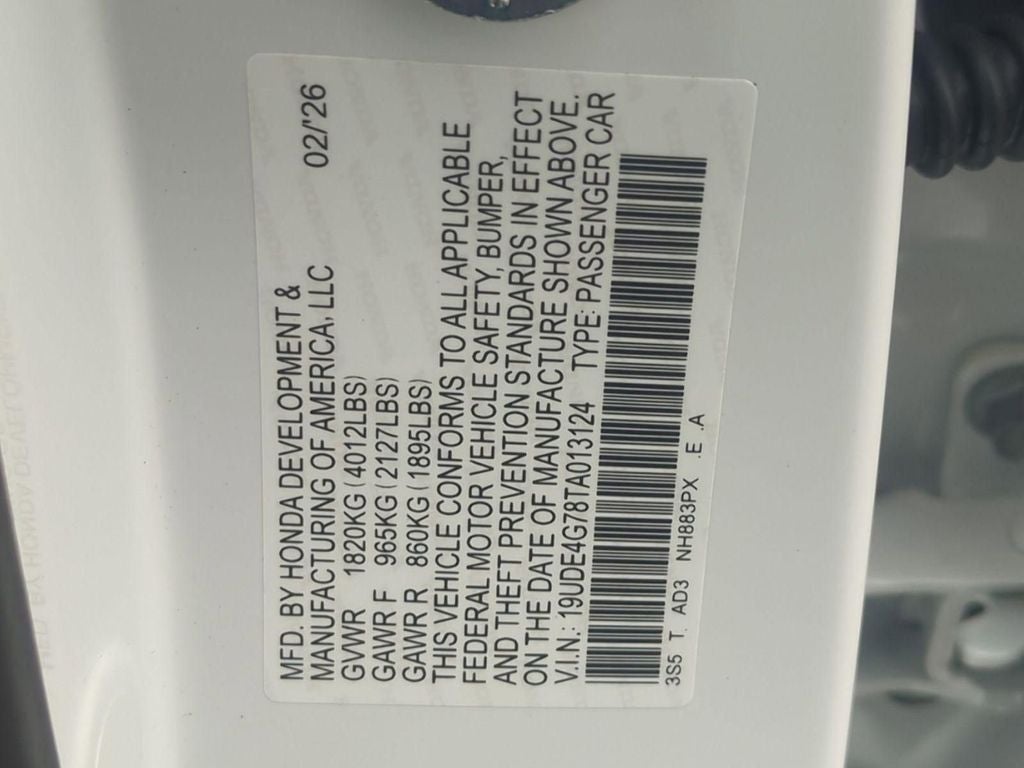 MFD. BY HONDA DEVELOPMENT &
MANUFACTURING OF AMERICA, LLC 02/'26
GVWR 1820KG (4012LBS)
GAWR F 965KG (2127LBS)
GAWR R 860KG (1895LBS)
THIS VEHICLE CONFORMS TO ALL APPLICABLE
FEDERAL MOTOR VEHICLE SAFETY, BUMPER,
AND THEFT PREVENTION STANDARDS IN EFFECT
ON THE DATE OF MANUFACTURE SHOWN ABOVE.
V.I.N.: 19UDE4G78TA013124 TYPE: PASSENGER CAR
3S5 T. AD3 NH883PX .E .A